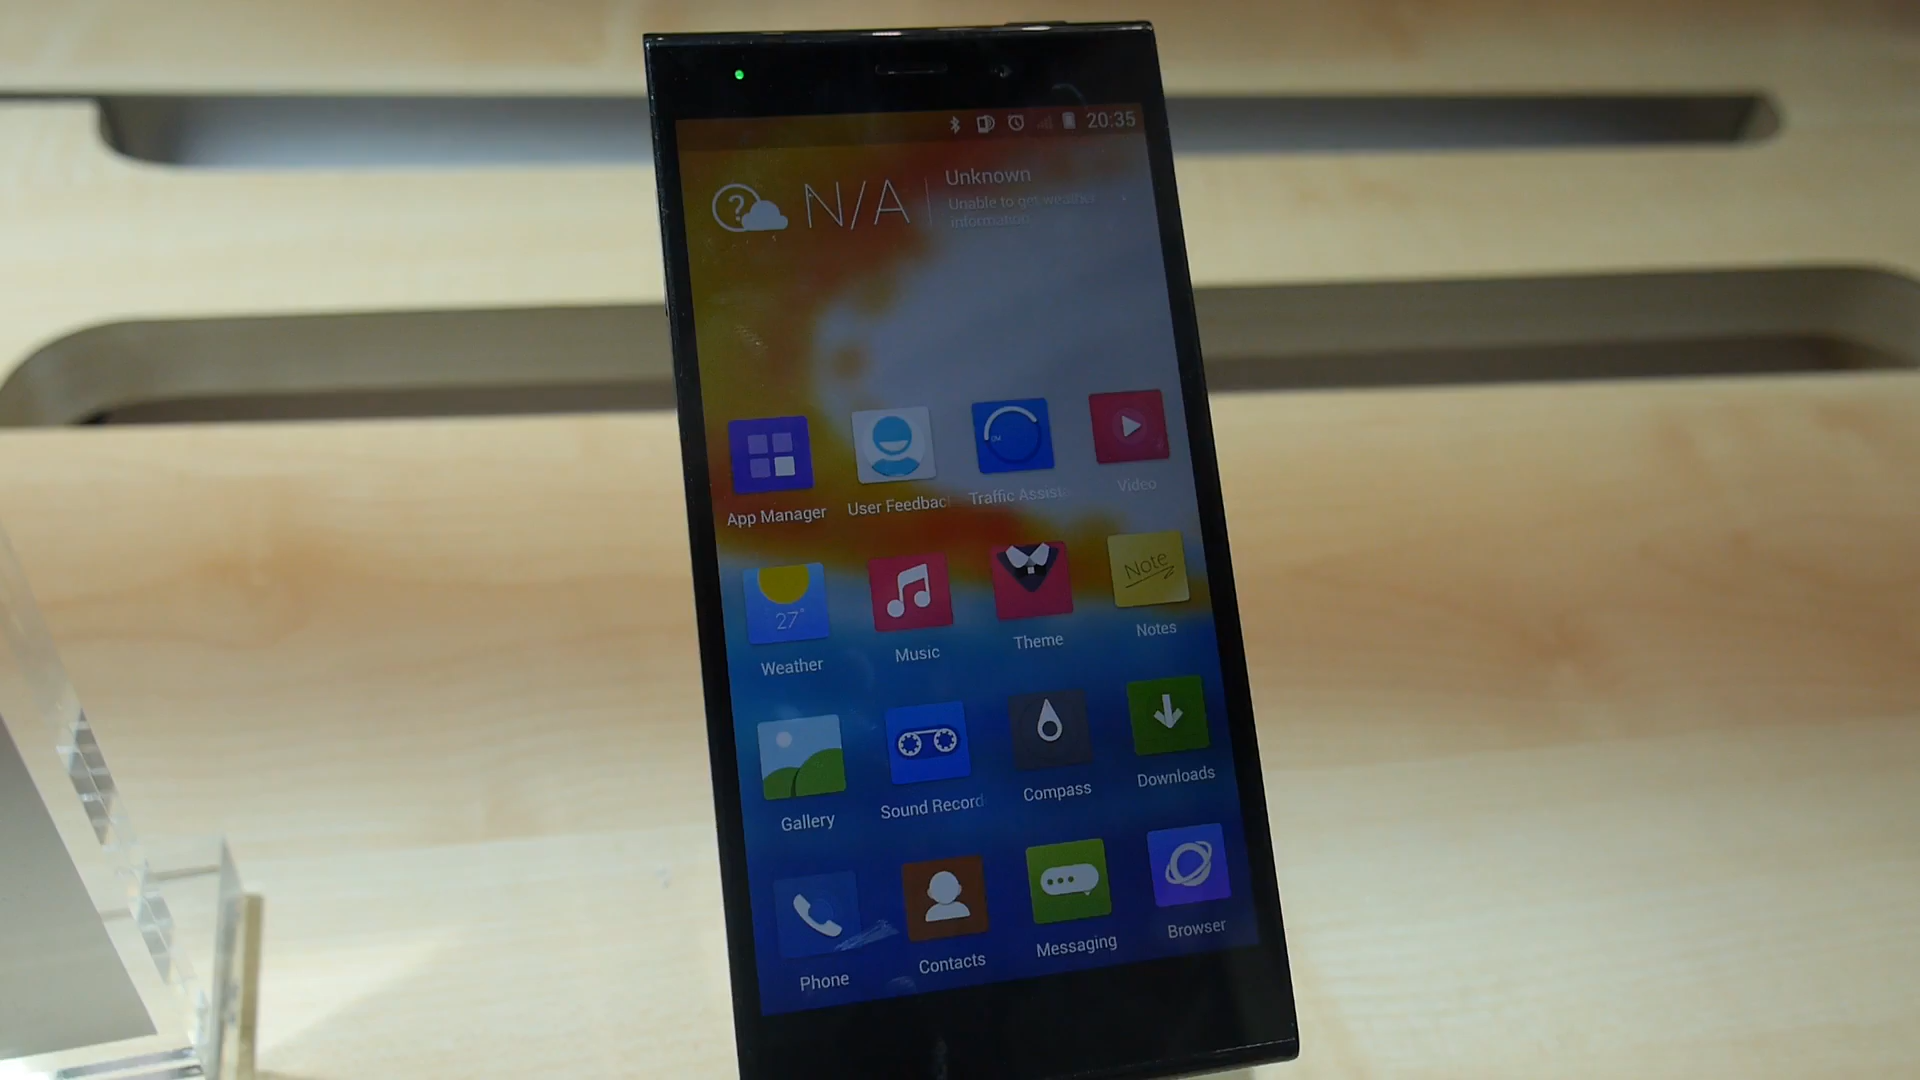 20:35
N/A
Unknown
Unable to get weather
information
App Manager
User Feedbac
Traffic Assist
Video
27°
Note
Weather
Music
Theme
Notes
Gallery
Sound Record
Compass
Downloads
Phone
Contacts
Messaging
Browser